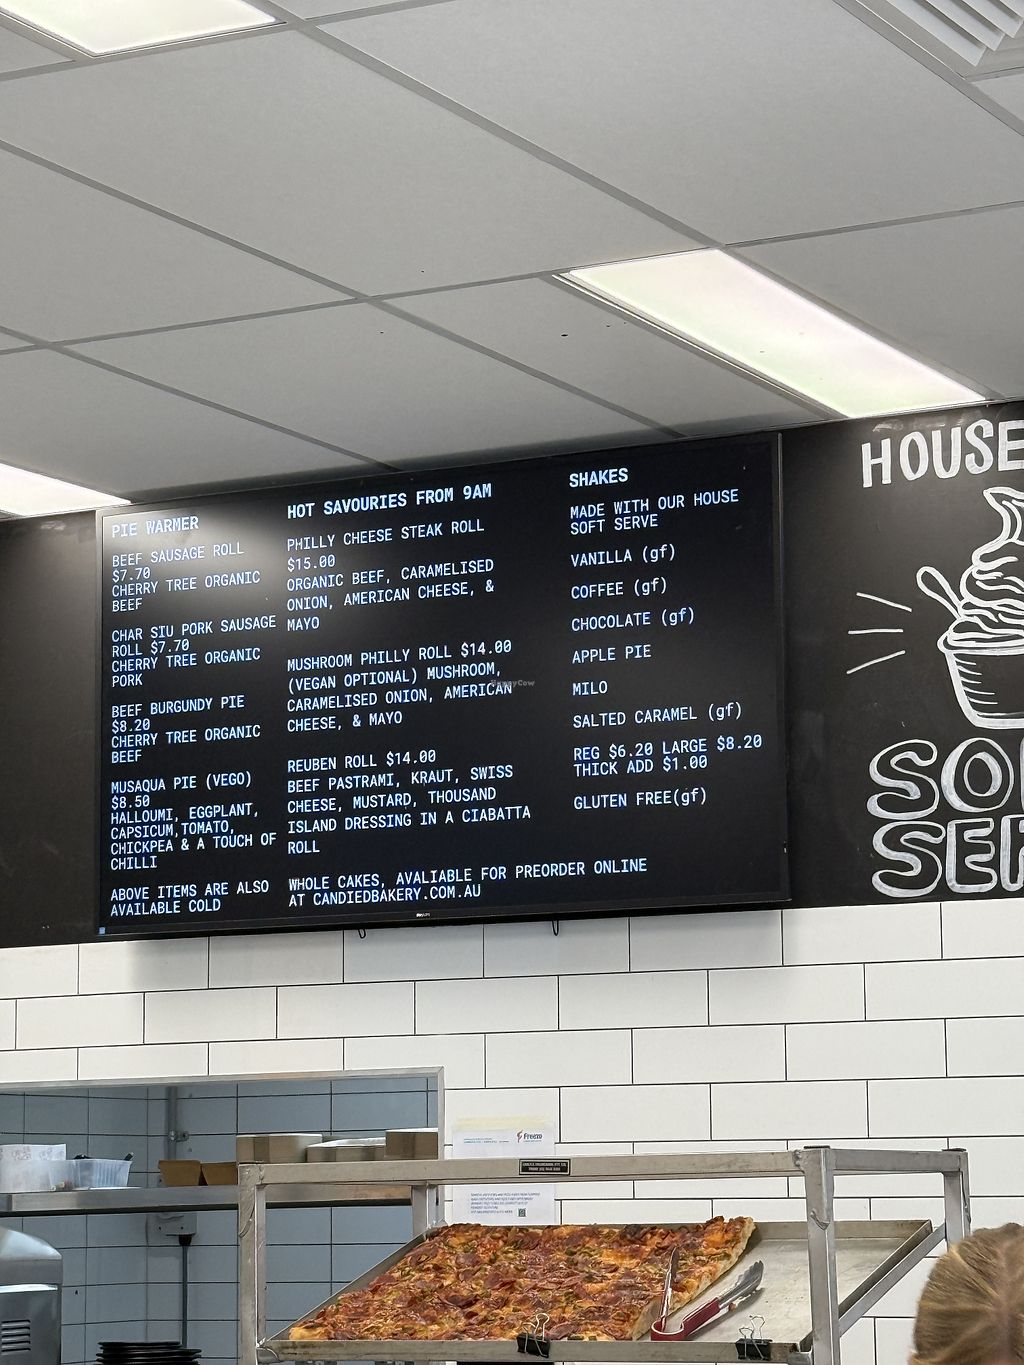 PIE WARMER
BEEF SAUSAGE ROLL
$7.70
CHERRY TREE ORGANIC
BEEF
CHAR SIU PORK SAUSAGE
ROLL $7.70
CHERRY TREE ORGANIC
PORK
BEEF BURGUNDY PIE
$8.20
CHERRY TREE ORGANIC
BEEF
MUSAQUA PIE (VEGO)
$8.50
HALLOUMI, EGGPLANT,
CAPSICUM,TOMATO,
CHICKPEA & A TOUCH OF
CHILLI
ABOVE ITEMS ARE ALSO
AVAILABLE COLD
HOT SAVOURIES FROM 9AM
PHILLY CHEESE STEAK ROLL
$15.00
ORGANIC BEEF, CARAMELISED
ONION, AMERICAN CHEESE, &
MAYO
MUSHROOM PHILLY ROLL $14.00
(VEGAN OPTIONAL) MUSHROOM,
CARAMELISED ONION, AMERICAN
CHEESE, & MAYO
REUBEN ROLL $14.00
BEEF PASTRAMI, KRAUT, SWISS
CHEESE, MUSTARD, THOUSAND
ISLAND DRESSING IN A CIABATTA
ROLL
WHOLE CAKES, AVALIABLE FOR PREORDER ONLINE
AT CANDIEDBAKERY.COM.AU
SHAKES
MADE WITH OUR HOUSE
SOFT SERVE
VANILLA (gf)
COFFEE (gf)
CHOCOLATE (gf)
APPLE PIE
MILO
SALTED CARAMEL (gf)
REG $6.20 LARGE $8.20
THICK ADD $1.00
GLUTEN FREE(gf)
HOUSE
SO
SER
HappyCow
Freezo